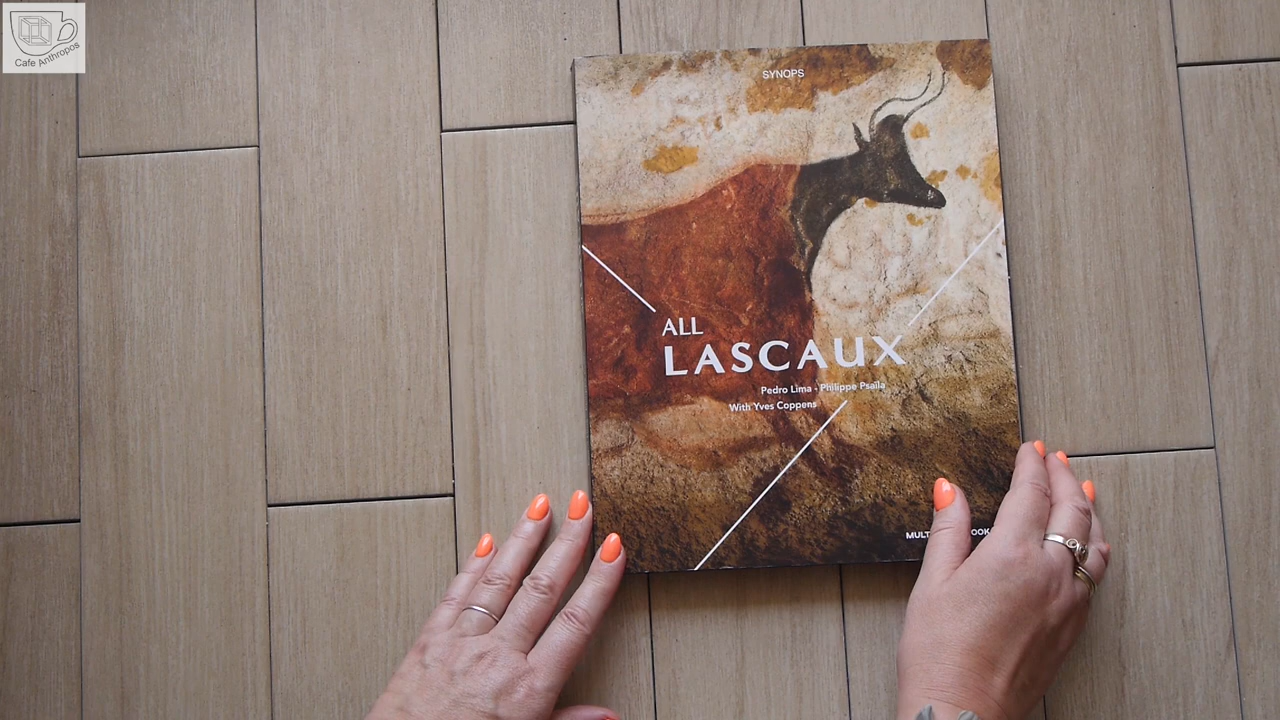 Cafe Anthropos
SYNOPS
ALL
LASCAUX
Pedro Lima - Philippe Psaïla
With Yves Coppens